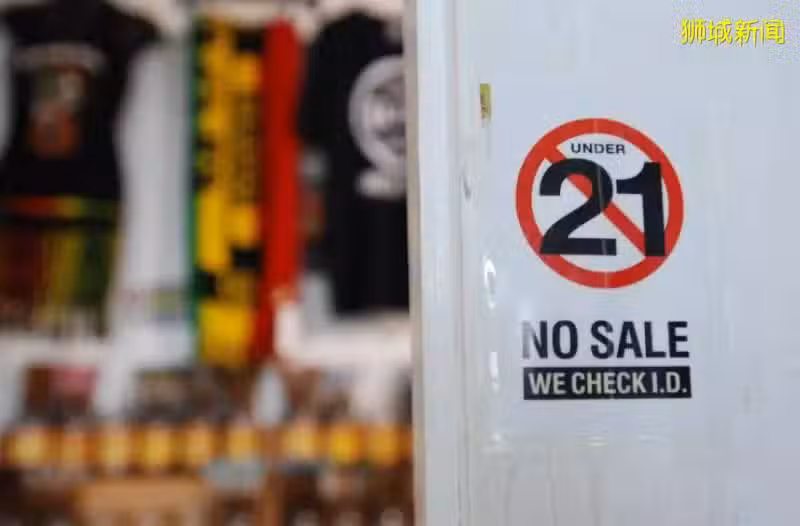 狮城新闻
UNDER
21
NO SALE
WE CHECK I.D.